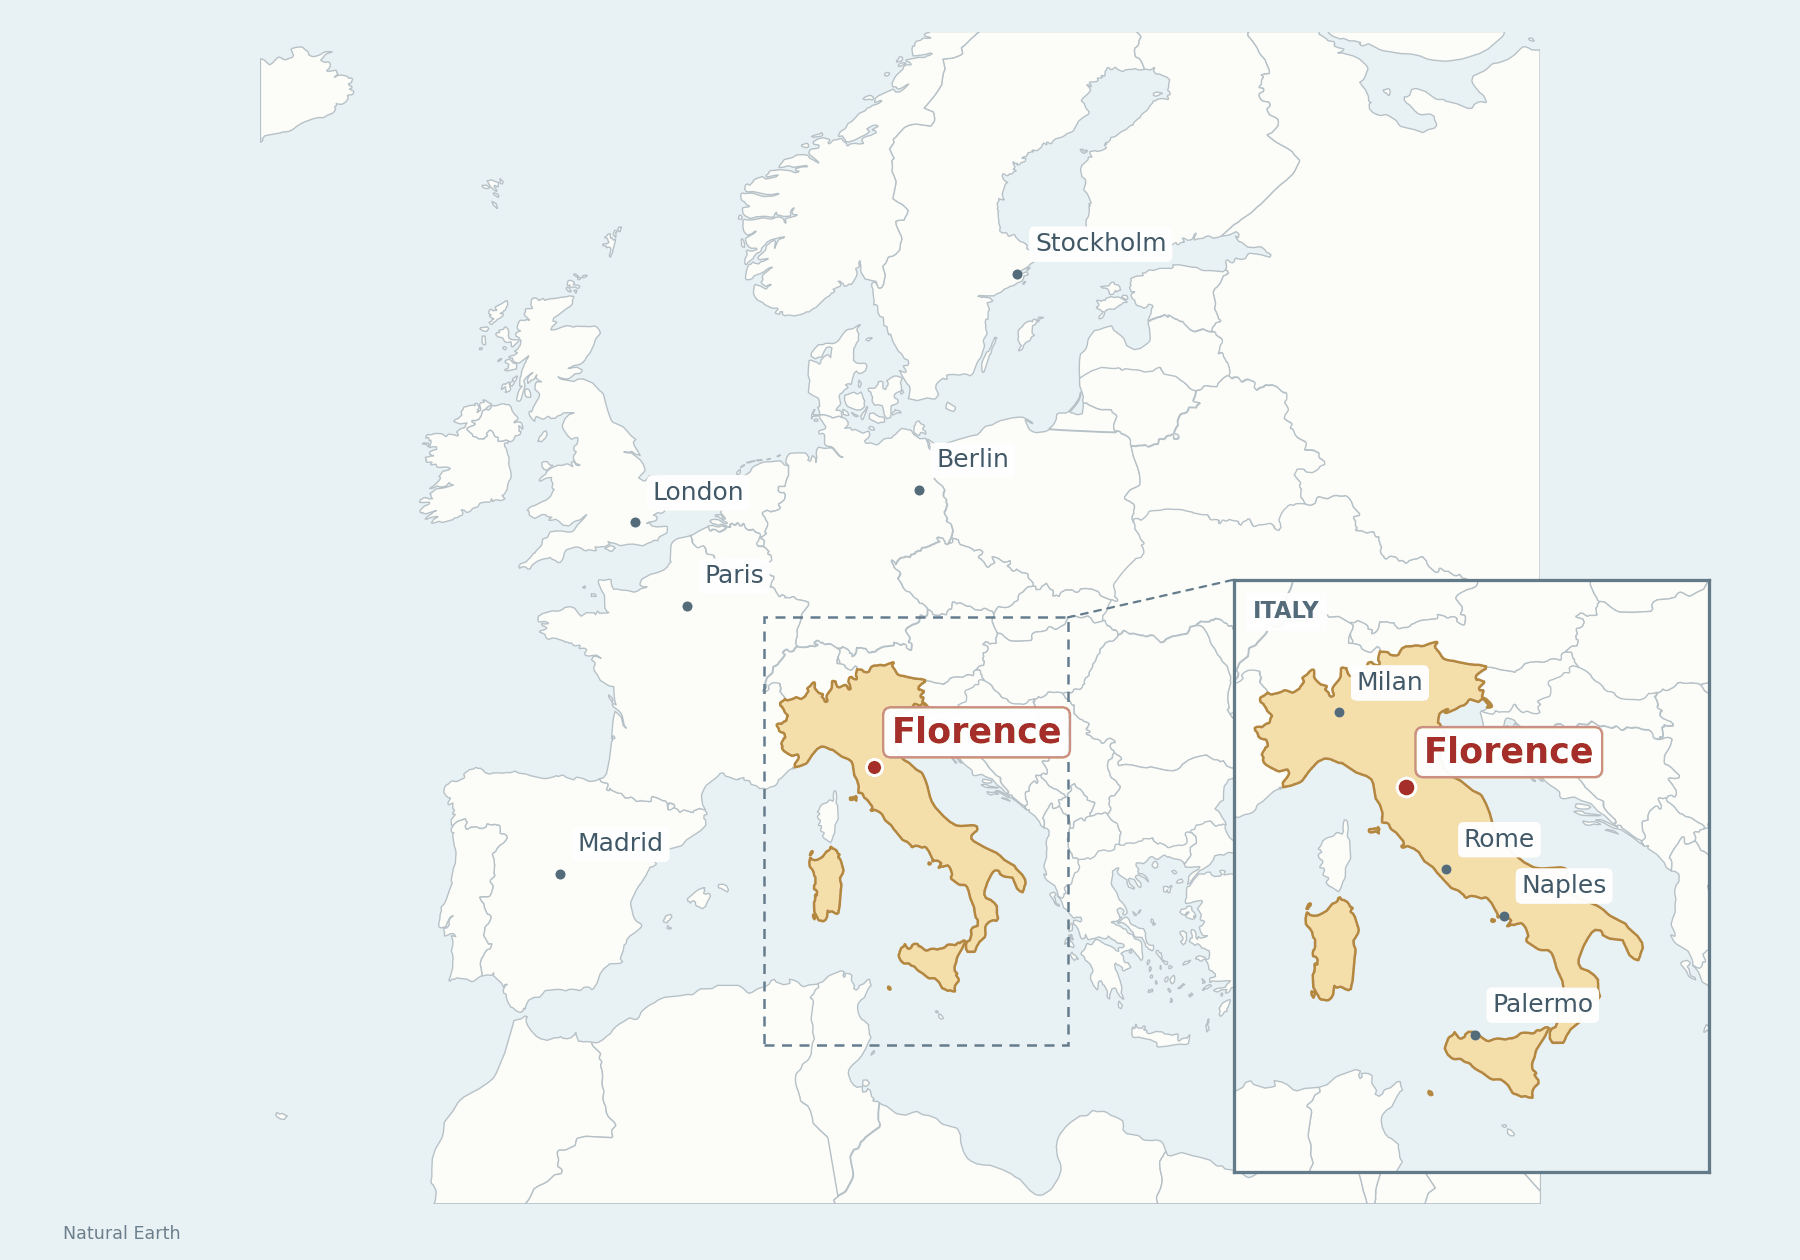 Stockholm
Berlin
London
Paris
ITALY
Milan
Florence
Florence
Rome
Madrid
Naples
Palermo
Natural Earth